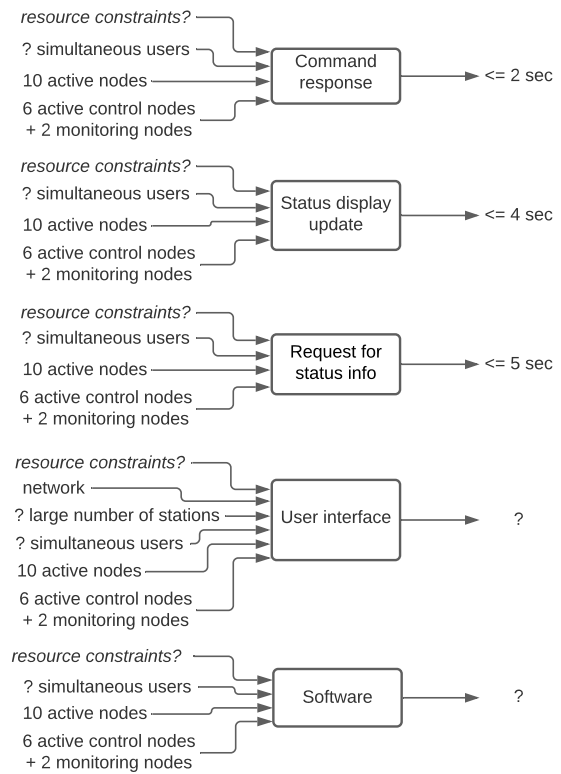 resource constraints?
? simultaneous users
10 active nodes
6 active control nodes
+ 2 monitoring nodes
Command
response
<= 2 sec
resource constraints?
? simultaneous users
10 active nodes
6 active control nodes
+ 2 monitoring nodes
Status display
update
<= 4 sec
resource constraints?
? simultaneous users
10 active nodes
6 active control nodes
+ 2 monitoring nodes
Request for
status info
<= 5 sec
resource constraints?
network
? large number of stations
? simultaneous users
10 active nodes
6 active control nodes
+ 2 monitoring nodes
User interface
?
resource constraints?
? simultaneous users
10 active nodes
6 active control nodes
+ 2 monitoring nodes
Software
?